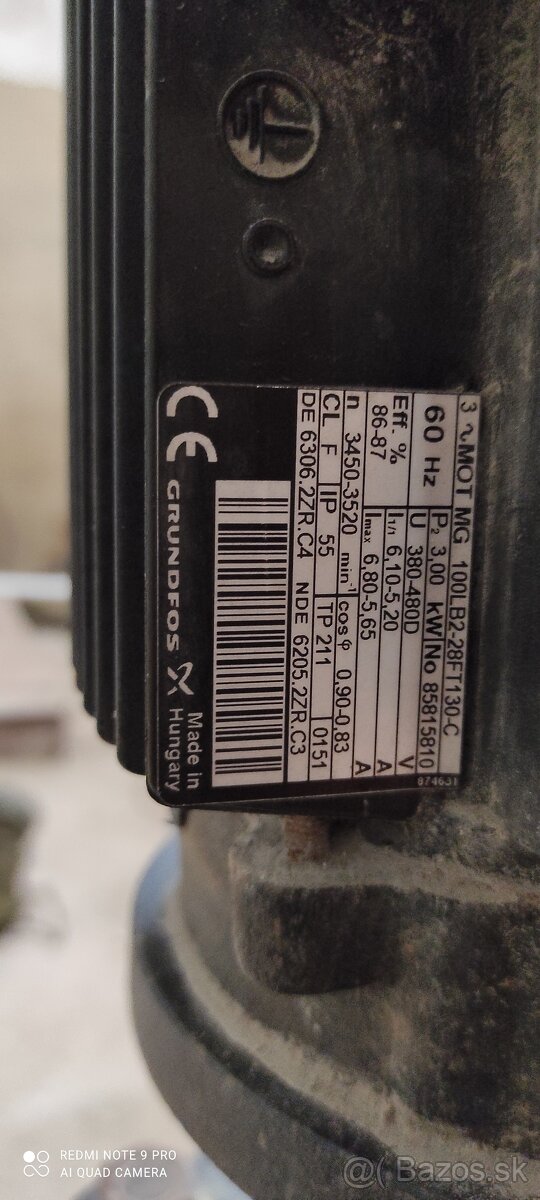 3 ~ MOT MG 100LB2-28FT130-C
60 Hz P₂ 3,00 kW No 85815810
U 380-480D V
Eff. % I₁/₁ 6,10-5,20 A
86-87 Imax 6,80-5,65 A
n 3450-3520 min⁻¹ cos φ 0,90-0,83
CL F IP 55 TP 211 0151
DE 6306.2ZR.C4 NDE 6205.2ZR.C3
874631
CE GRUNDFOS Made in
Hungary
REDMI NOTE 9 PRO
AI QUAD CAMERA
@( Bazos.sk